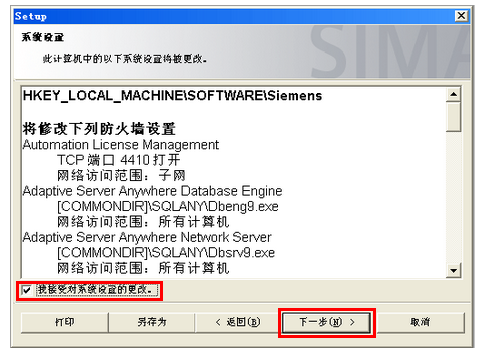 Setup
系统设置
此计算机中的以下系统设置将被更改。
SIMA
HKEY_LOCAL_MACHINE\SOFTWARE\Siemens
将修改下列防火墙设置
Automation License Management
TCP 端口 4410 打开
网络访问范围：子网
Adaptive Server Anywhere Database Engine
[COMMONDIR]\SQLANY\Dbeng9.exe
网络访问范围：所有计算机
Adaptive Server Anywhere Network Server
[COMMONDIR]\SQLANY\Dbsrv9.exe
网络访问范围：所有计算机
我接受对系统设置的更改。
打印 另存为 < 返回(B) 下一步(N) > 取消